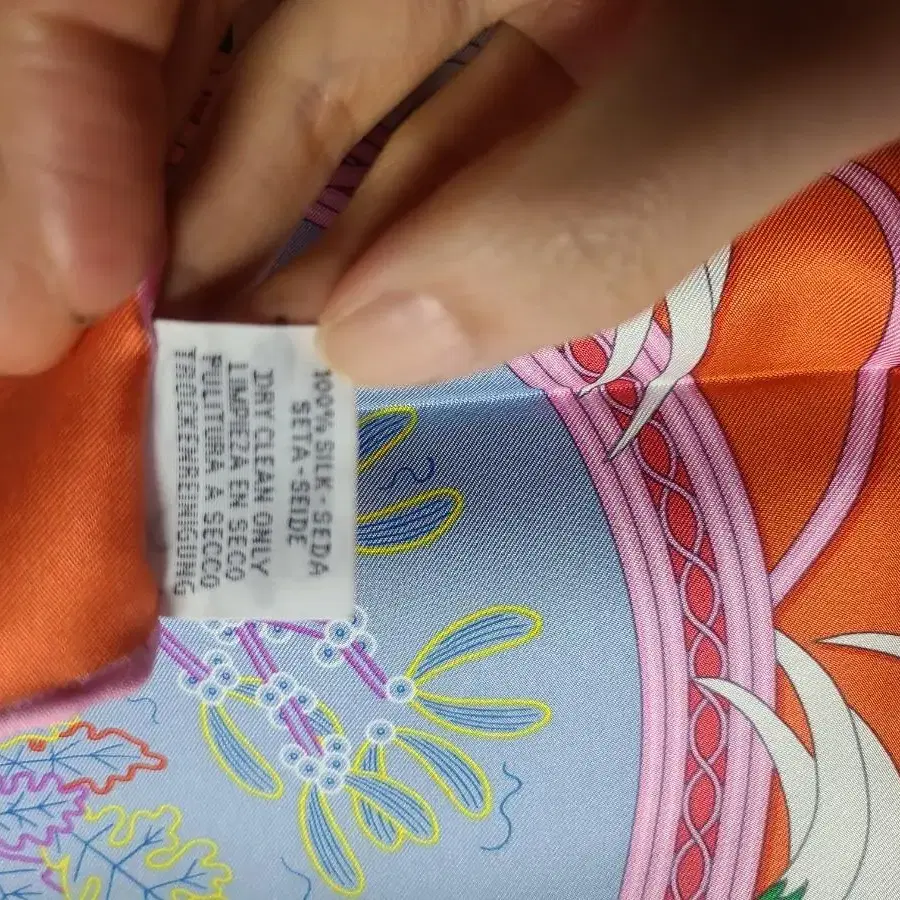 100% SILK-SEDA
SETA-SEIDE
DRY CLEAN ONLY
LIMPIEZA EN SECO
PULITURA A SECCO
TROCKENREINIGUNG